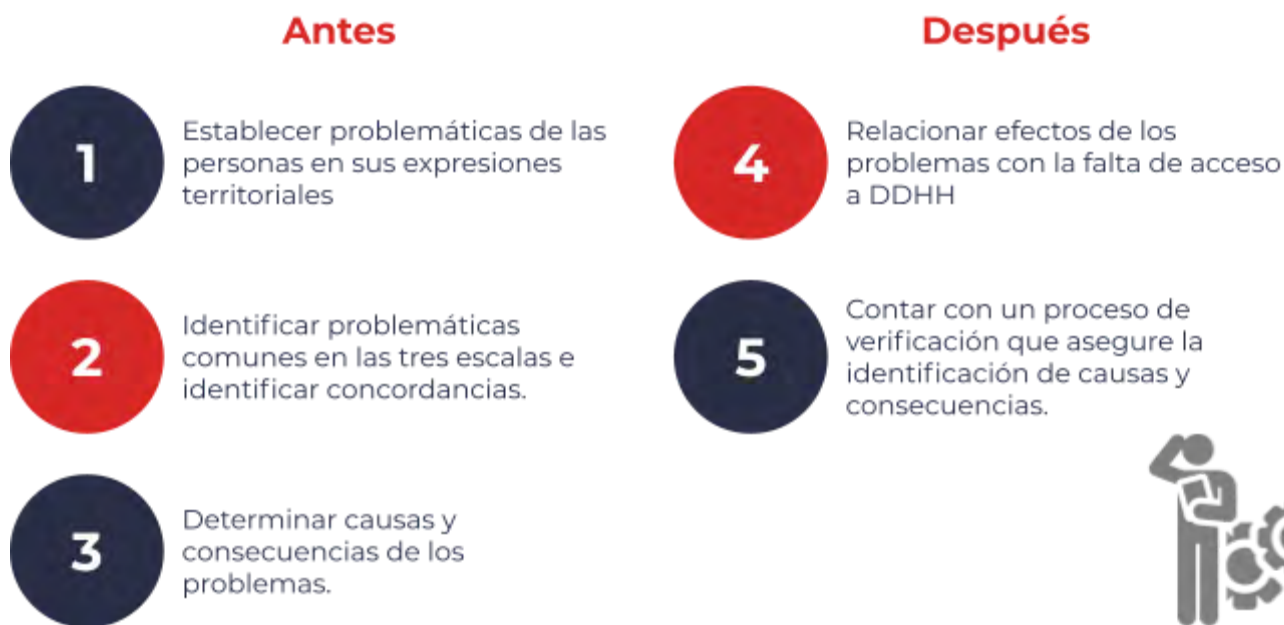 Antes
1
Establecer problemáticas de las
personas en sus expresiones
territoriales
2
Identificar problemáticas
comunes en las tres escalas e
identificar concordancias.
3
Determinar causas y
consecuencias de los
problemas.
Después
4
Relacionar efectos de los
problemas con la falta de acceso
a DDHH
5
Contar con un proceso de
verificación que asegure la
identificación de causas y
consecuencias.